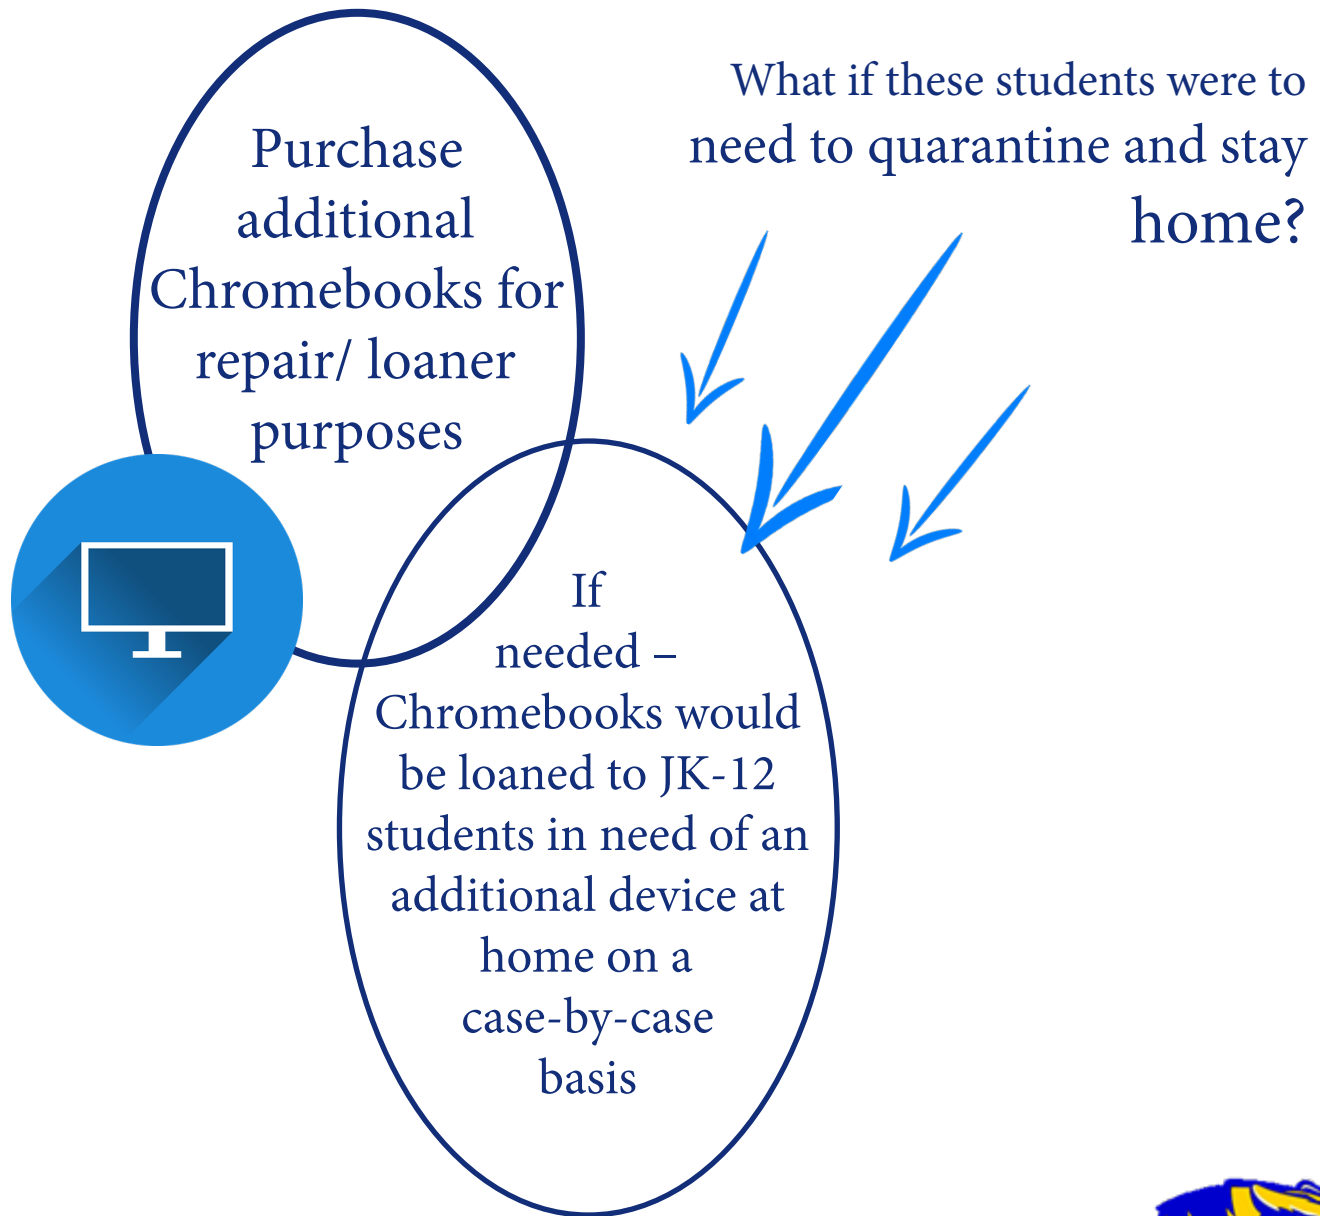 What if these students were to
need to quarantine and stay
home?
Purchase
additional
Chromebooks for
repair/ loaner
purposes
If
needed –
Chromebooks would
be loaned to JK-12
students in need of an
additional device at
home on a
case-by-case
basis